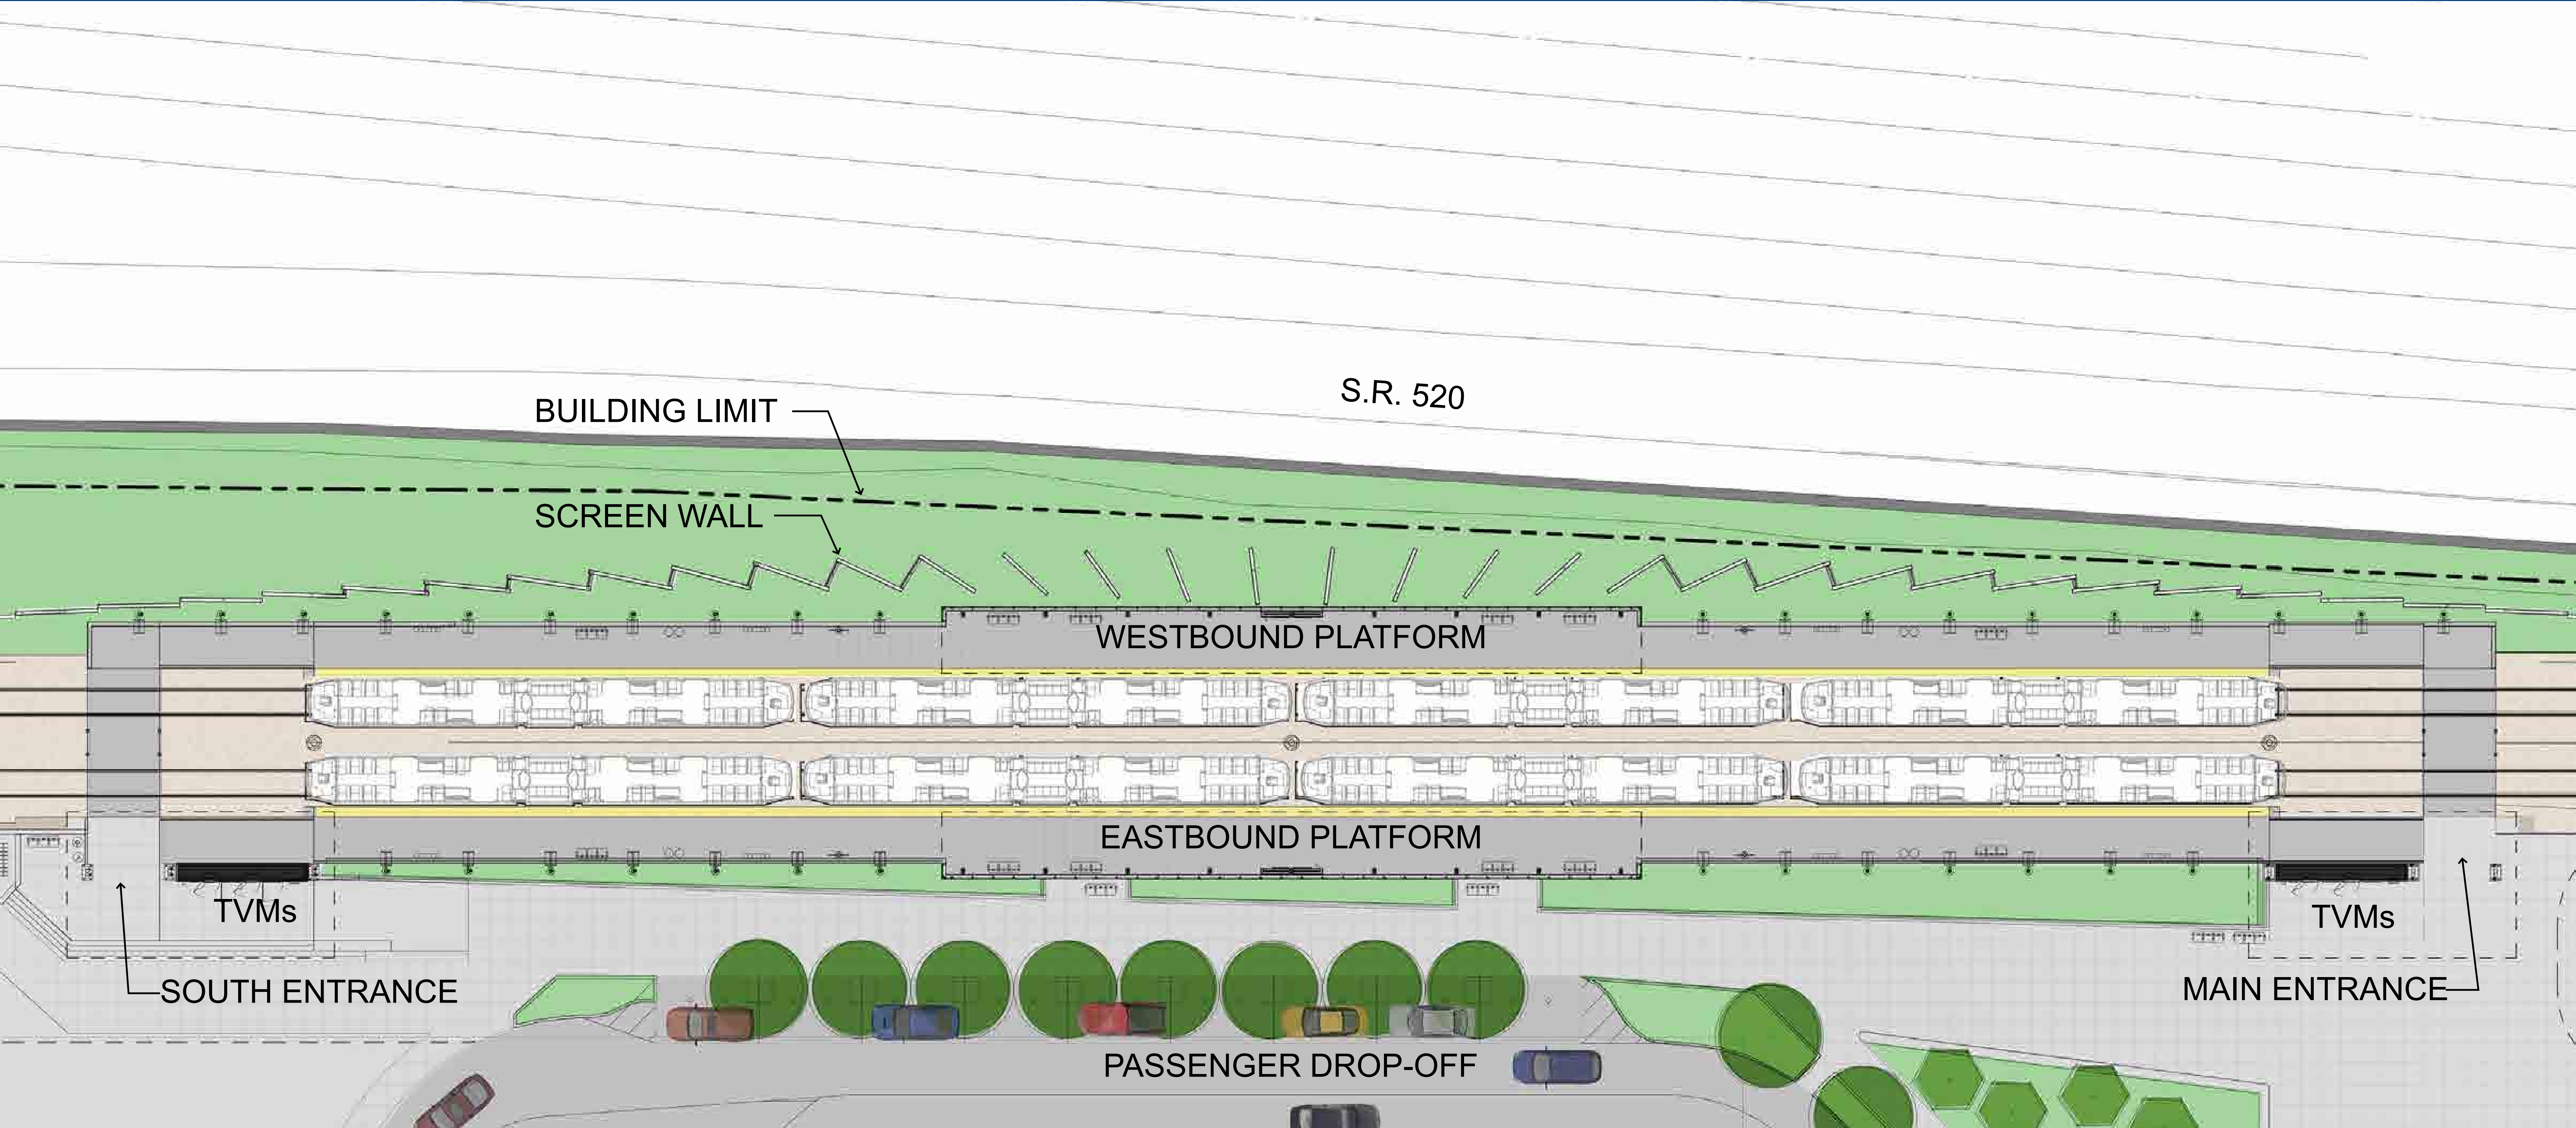 S.R. 520
BUILDING LIMIT
SCREEN WALL
WESTBOUND PLATFORM
EASTBOUND PLATFORM
TVMs
TVMs
SOUTH ENTRANCE
MAIN ENTRANCE
PASSENGER DROP-OFF